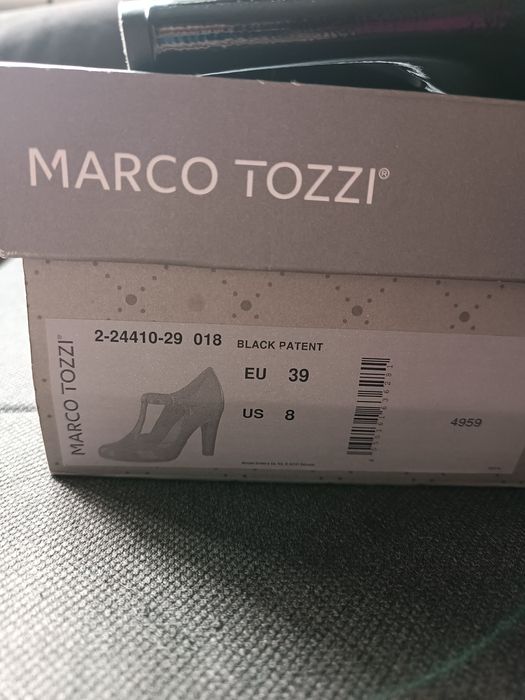 MARCO TOZZI®
MARCO TOZZI®
2-24410-29 018 BLACK PATENT
EU 39
US 8
4959